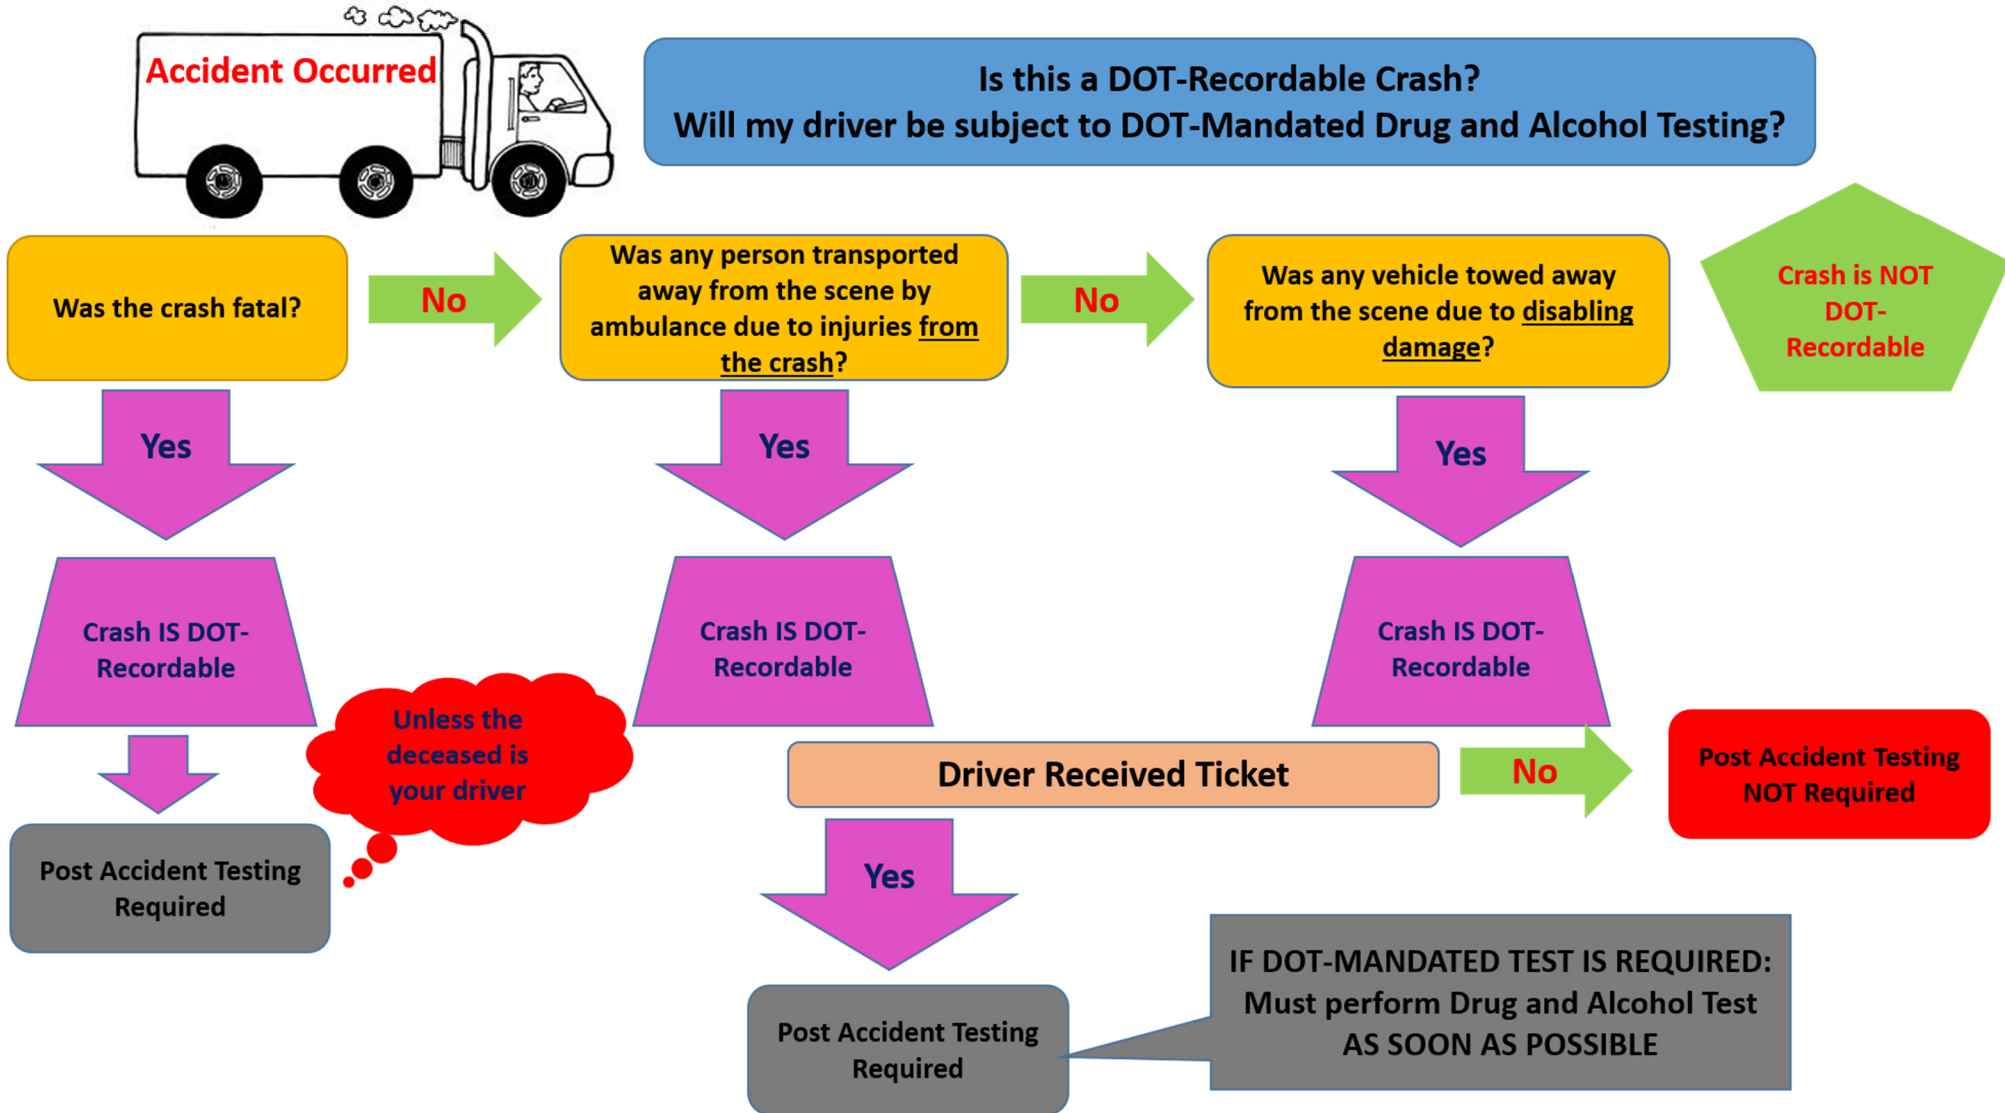 Accident Occurred
Is this a DOT-Recordable Crash?
Will my driver be subject to DOT-Mandated Drug and Alcohol Testing?
Was the crash fatal?
No
Was any person transported
away from the scene by
ambulance due to injuries from
the crash?
No
Was any vehicle towed away
from the scene due to disabling
damage?
Crash is NOT
DOT-
Recordable
Yes
Yes
Yes
Crash IS DOT-
Recordable
Crash IS DOT-
Recordable
Crash IS DOT-
Recordable
Unless the
deceased is
your driver
Driver Received Ticket
No
Post Accident Testing
NOT Required
Post Accident Testing
Required
Yes
Post Accident Testing
Required
IF DOT-MANDATED TEST IS REQUIRED:
Must perform Drug and Alcohol Test
AS SOON AS POSSIBLE